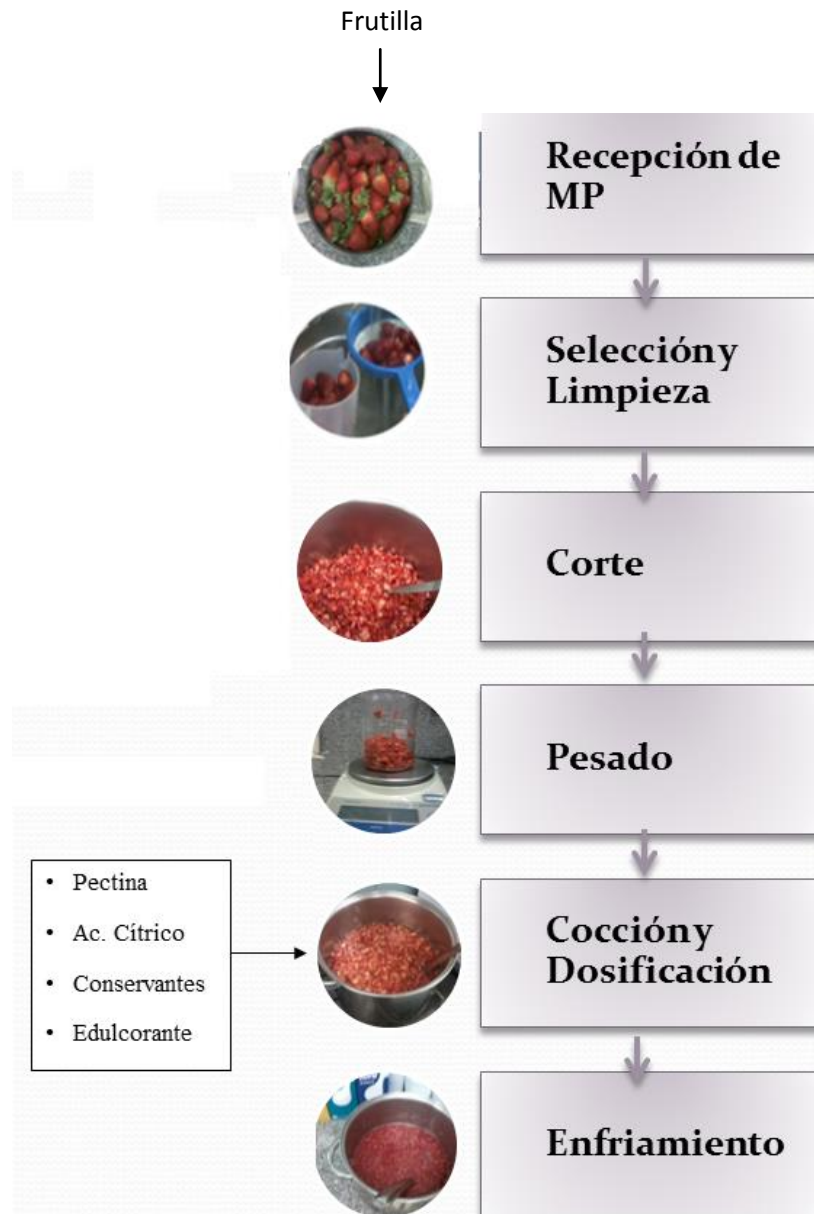 Frutilla
Recepción de
MP
Selección y
Limpieza
Corte
Pesado
• Pectina
• Ac. Cítrico
• Conservantes
• Edulcorante
Cocción y
Dosificación
Enfriamiento